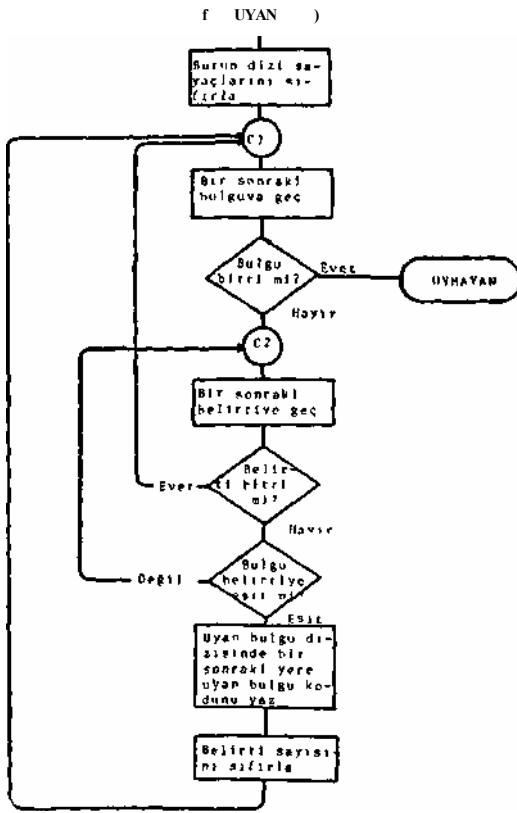 f UYAN )
Burun dizi sa-
yaçlarını sı-
fırla
C1
Bir sonraki
bulguva geç
Bulgu
bitti mi?
Evet
UYMAYAN
Hayır
C2
Bir sonraki
belirtiye geç
Belir-
ti bitti
mi?
Evet
Hayır
Bulgu
belirtiye
eşit mi
Değil
Eşit
Uyan bulgu di-
zisinde bir
sonraki yere
uyan bulgu ko-
dunu yaz
Belirti sayısı-
nı sıfırla